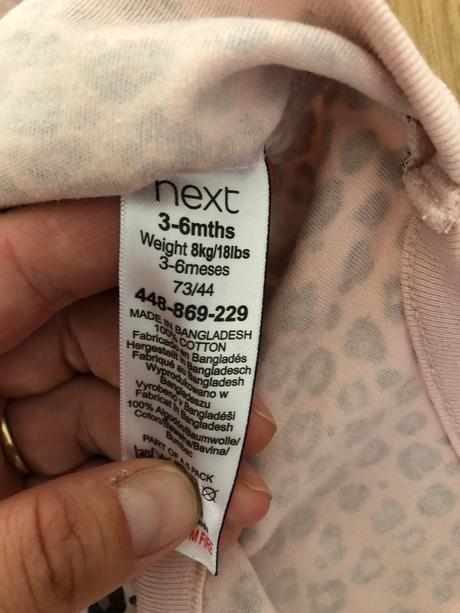 next
3-6mths
Weight 8kg/18lbs
3-6meses
73/44
448-869-229
MADE IN BANGLADESH
100% COTTON
Fabricado en Bangladés
Hergestellt in Bangladesch
Fabriqué au Bangladesh
Wyprodukowano w
Bangladeszu
Vyrobeno v Bangladéši
Fabricat în Bangladesh
100% Algodón/Baumwolle/
Coton/Bawełna/Bavlna/
Bumbac
PART OF A PACK
FIRE